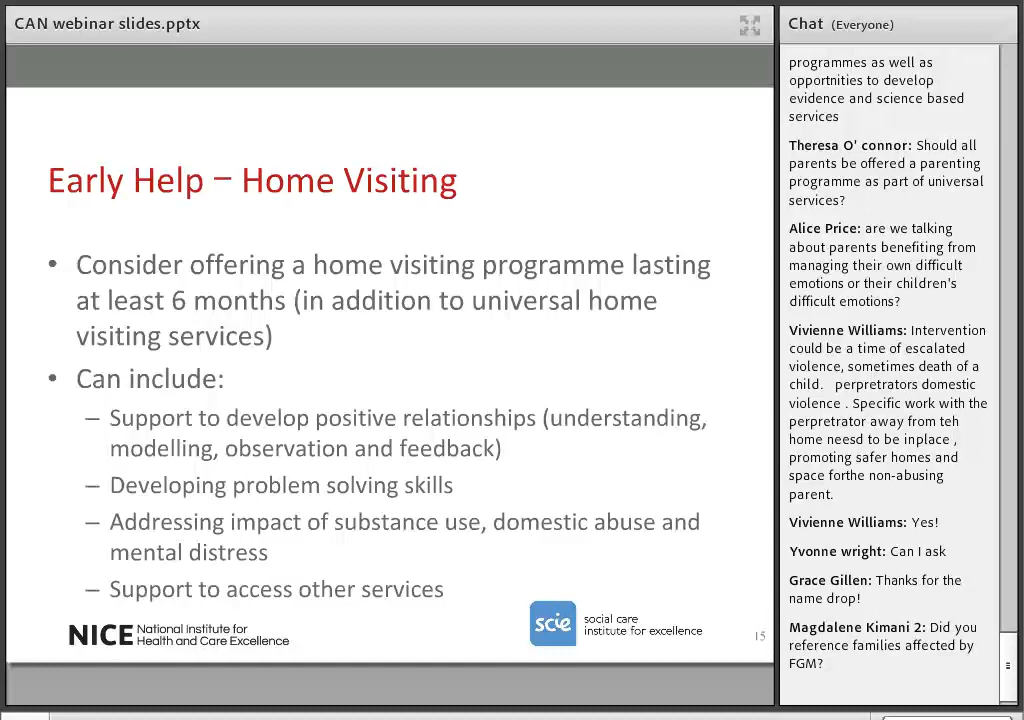 CAN webinar slides.pptx
Early Help – Home Visiting
• Consider offering a home visiting programme lasting
at least 6 months (in addition to universal home
visiting services)
• Can include:
– Support to develop positive relationships (understanding,
modelling, observation and feedback)
– Developing problem solving skills
– Addressing impact of substance use, domestic abuse and
mental distress
– Support to access other services
NICE National Institute for
Health and Care Excellence
scie social care
institute for excellence
15
Chat (Everyone)
programmes as well as
opportnities to develop
evidence and science based
services
Theresa O' connor: Should all
parents be offered a parenting
programme as part of universal
services?
Alice Price: are we talking
about parents benefiting from
managing their own difficult
emotions or their children's
difficult emotions?
Vivienne Williams: Intervention
could be a time of escalated
violence, sometimes death of a
child. perpretrators domestic
violence . Specific work with the
perpretrator away from teh
home neesd to be inplace ,
promoting safer homes and
space forthe non-abusing
parent.
Vivienne Williams: Yes!
Yvonne wright: Can I ask
Grace Gillen: Thanks for the
name drop!
Magdalene Kimani 2: Did you
reference families affected by
FGM?